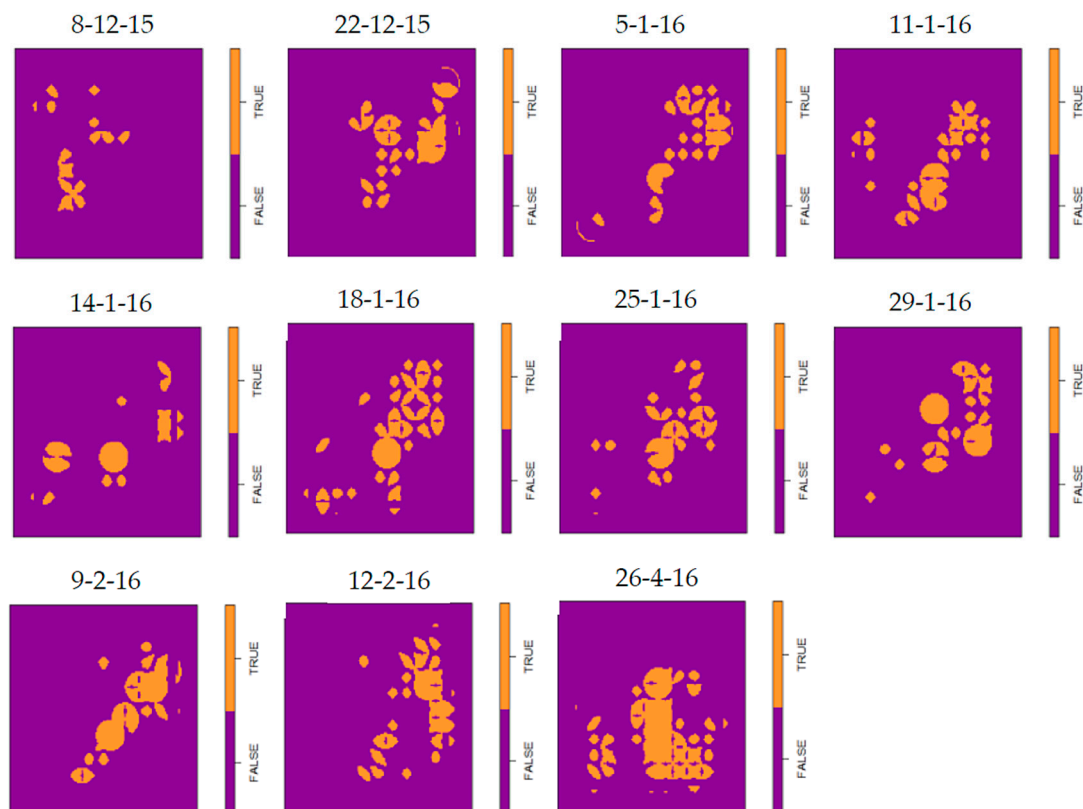 8-12-15
22-12-15
5-1-16
11-1-16
TRUE
FALSE
TRUE
FALSE
TRUE
FALSE
TRUE
FALSE
14-1-16
18-1-16
25-1-16
29-1-16
TRUE
FALSE
TRUE
FALSE
TRUE
FALSE
TRUE
FALSE
9-2-16
12-2-16
26-4-16
TRUE
FALSE
TRUE
FALSE
TRUE
FALSE